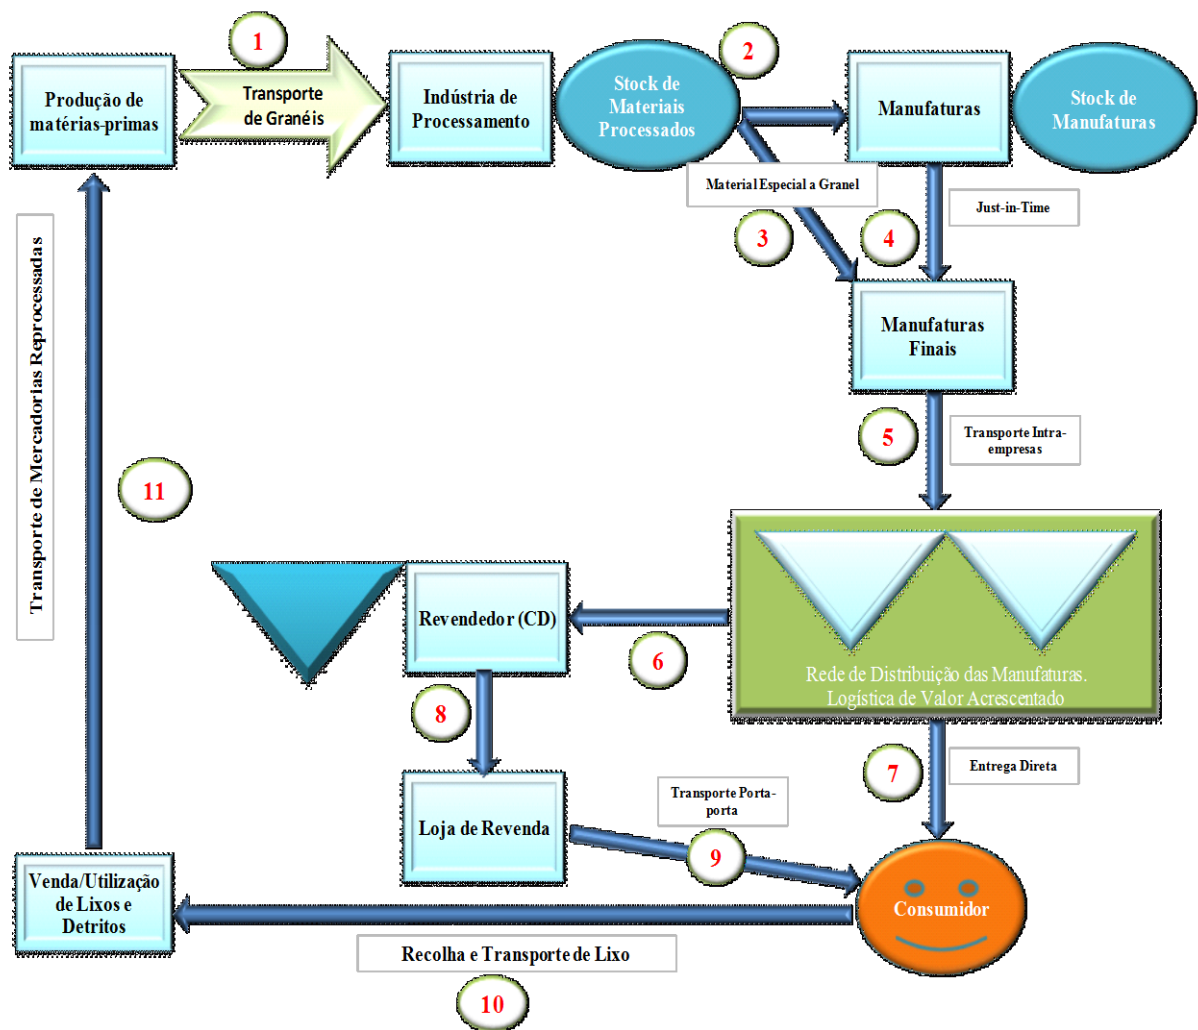 1
Produção de
matérias-primas
Transporte
de Granéis
Indústria de
Processamento
Stock de
Materiais
Processados
2
Manufaturas
Stock de
Manufaturas
Material Especial a Granel
3
4
Just-in-Time
Manufaturas
Finais
5
Transporte Intra-
empresas
Transporte de Mercadorias Reprocessadas
11
Revendedor (CD)
6
Rede de Distribuição das Manufaturas.
Logística de Valor Acrescentado
8
7
Entrega Direta
Loja de Revenda
Transporte Porta-
porta
9
Venda/Utilização
de Lixos e
Detritos
Consumidor
Recolha e Transporte de Lixo
10